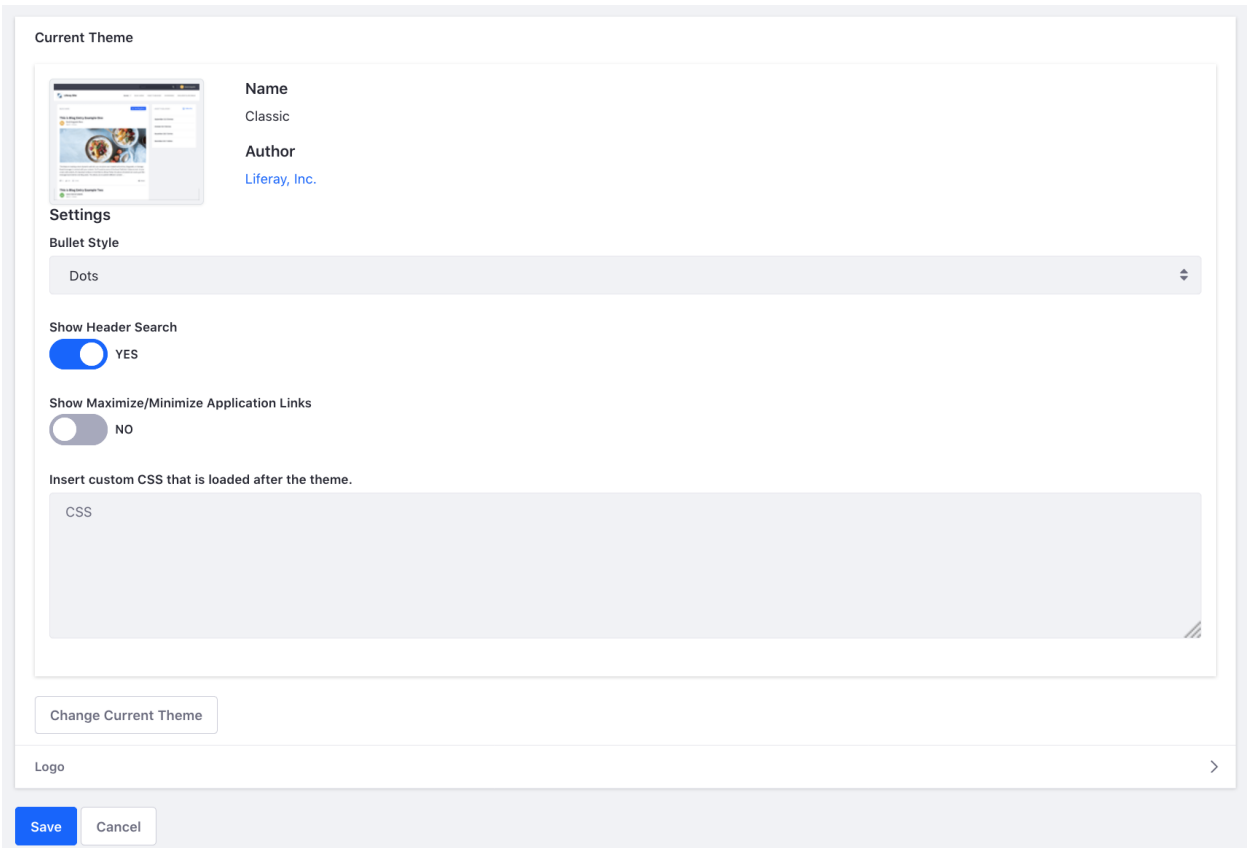 Current Theme
Name
Classic
Author
Liferay, Inc.
Settings
Bullet Style
Dots
Show Header Search
YES
Show Maximize/Minimize Application Links
NO
Insert custom CSS that is loaded after the theme.
CSS
Change Current Theme
Logo
Save
Cancel